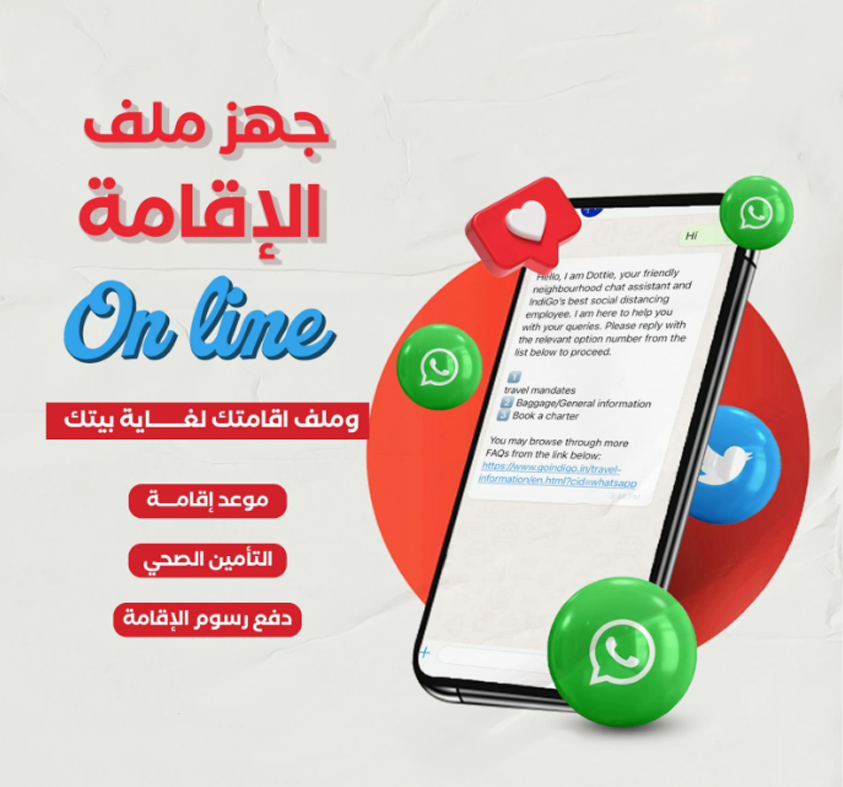 جهز ملف
الإقامة
On line
وملف اقامتك لغـــــاية بيتك
موعد إقامـــة
التأمين الصحي
دفع رسوم الإقامة
Hi
Hello, I am Dottie, your friendly
neighbourhood chat assistant and
IndiGo's best social distancing
employee. I am here to help you
with your queries. Please reply with
the relevant option number from the
list below to proceed.
1
travel mandates
2 Baggage/General information
3 Book a charter
You may browse through more
FAQs from the link below:
https://www.goindigo.in/travel-
information/en.html?cid=whatsapp